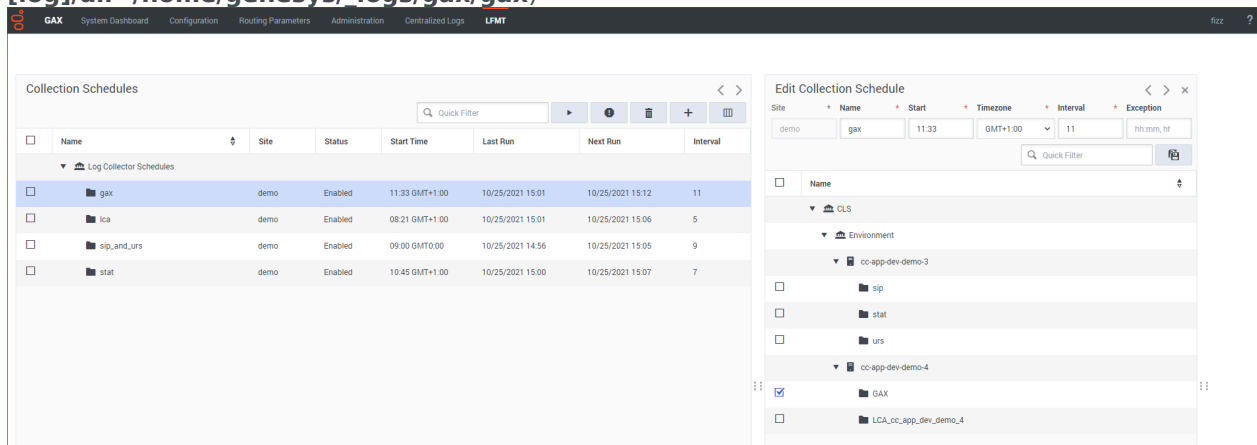 GAX System Dashboard Configuration Routing Parameters Administration Centralized Logs LFMT fizz ?
Collection Schedules
Quick Filter
Name Site Status Start Time Last Run Next Run Interval
Log Collector Schedules
gax demo Enabled 11:33 GMT+1:00 10/25/2021 15:01 10/25/2021 15:12 11
lca demo Enabled 08:21 GMT+1:00 10/25/2021 15:01 10/25/2021 15:06 5
sip_and_urs demo Enabled 09:00 GMT0:00 10/25/2021 14:56 10/25/2021 15:05 9
stat demo Enabled 10:45 GMT+1:00 10/25/2021 15:00 10/25/2021 15:07 7
Edit Collection Schedule
Site * Name * Start * Timezone * Interval * Exception
demo gax 11:33 GMT+1:00 11 hh:mm, hh
Quick Filter
Name
CLS
Environment
cc-app-dev-demo-3
sip
stat
urs
cc-app-dev-demo-4
GAX
LCA_cc_app_dev_demo_4